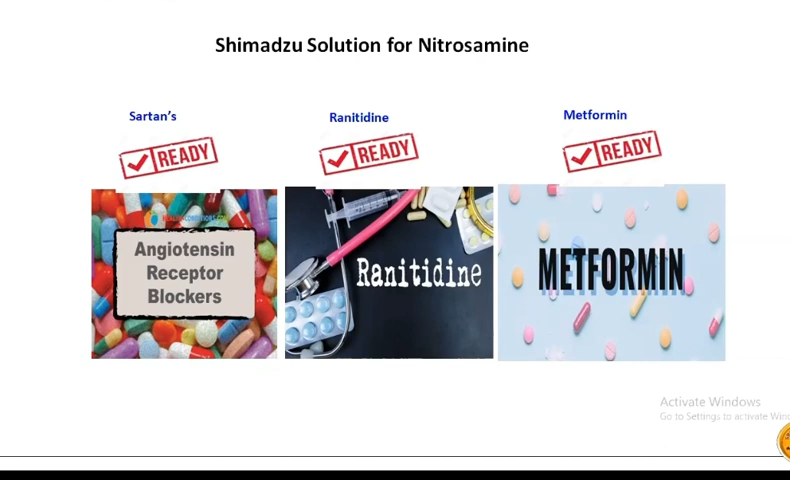 Shimadzu Solution for Nitrosamine
Sartan's
Ranitidine
Metformin
READY
READY
READY
Angiotensin
Receptor
Blockers
Ranitidine
METFORMIN
Activate Windows
Go to Settings to activate Wind